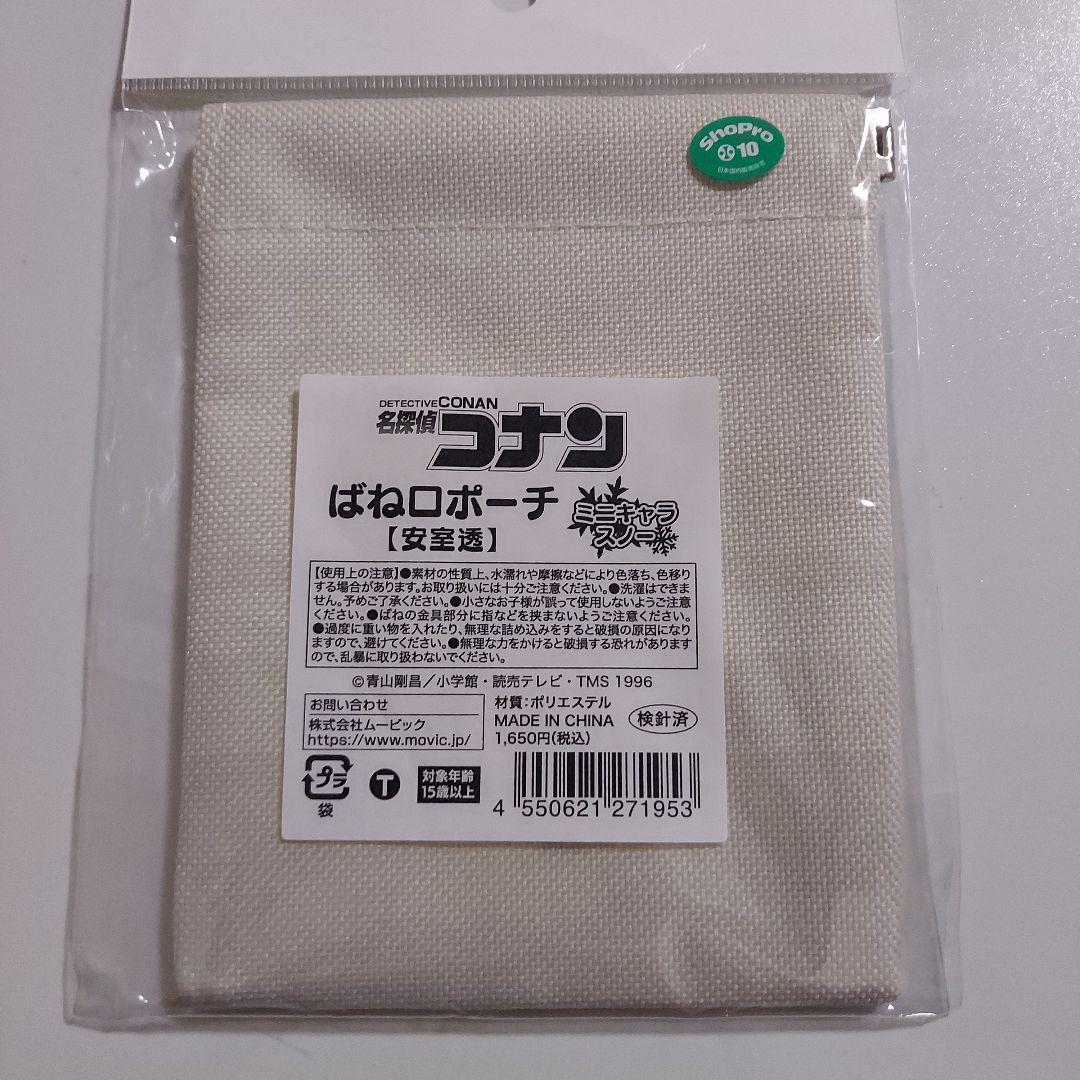 ShoPro
10
日本国内販売許可
DETECTIVE CONAN
名探偵
コナン
ばね口ポーチ
【安室透】
ミニキャラ
スノー
【使用上の注意】●素材の性質上、水濡れや摩擦などにより色落ち、色移り
する場合があります。お取り扱いには十分ご注意ください。●洗濯はできま
せん。予めご了承ください。●小さなお子様が誤って使用しないようご注意
ください。●ばねの金具部分に指などを挟まないようご注意ください。
●過度に重い物を入れたり、無理な詰め込みをすると破損の原因になり
ますので、避けてください。●無理な力をかけると破損する恐れがあります
ので、乱暴に取り扱わないでください。
©青山剛昌／小学館・読売テレビ・TMS 1996
お問い合わせ
株式会社ムービック
https://www.movic.jp/
材質：ポリエステル
MADE IN CHINA
1,650円(税込)
検針済
プラ
袋
T
対象年齢
15歳以上
4 550621 271953